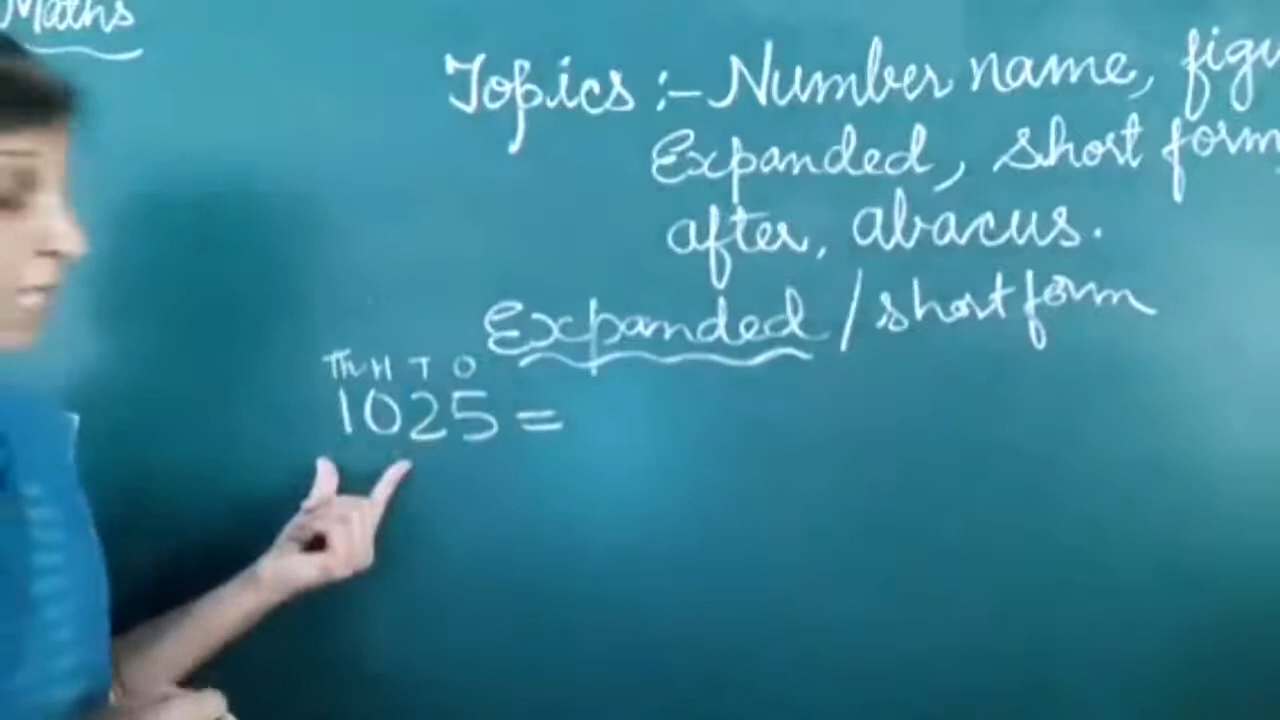 Maths
Topics :- Number name,
Expanded, short form
after, abacus.
Expanded / short form
Th H T O
1025 =